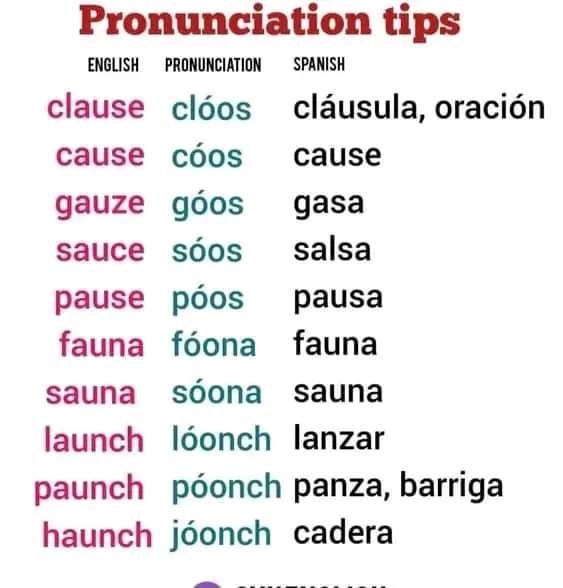 Pronunciation tips
ENGLISH PRONUNCIATION SPANISH
clause clóos cláusula, oración
cause cóos cause
gauze góos gasa
sauce sóos salsa
pause póos pausa
fauna fóona fauna
sauna sóona sauna
launch lóonch lanzar
paunch póonch panza, barriga
haunch jóonch cadera